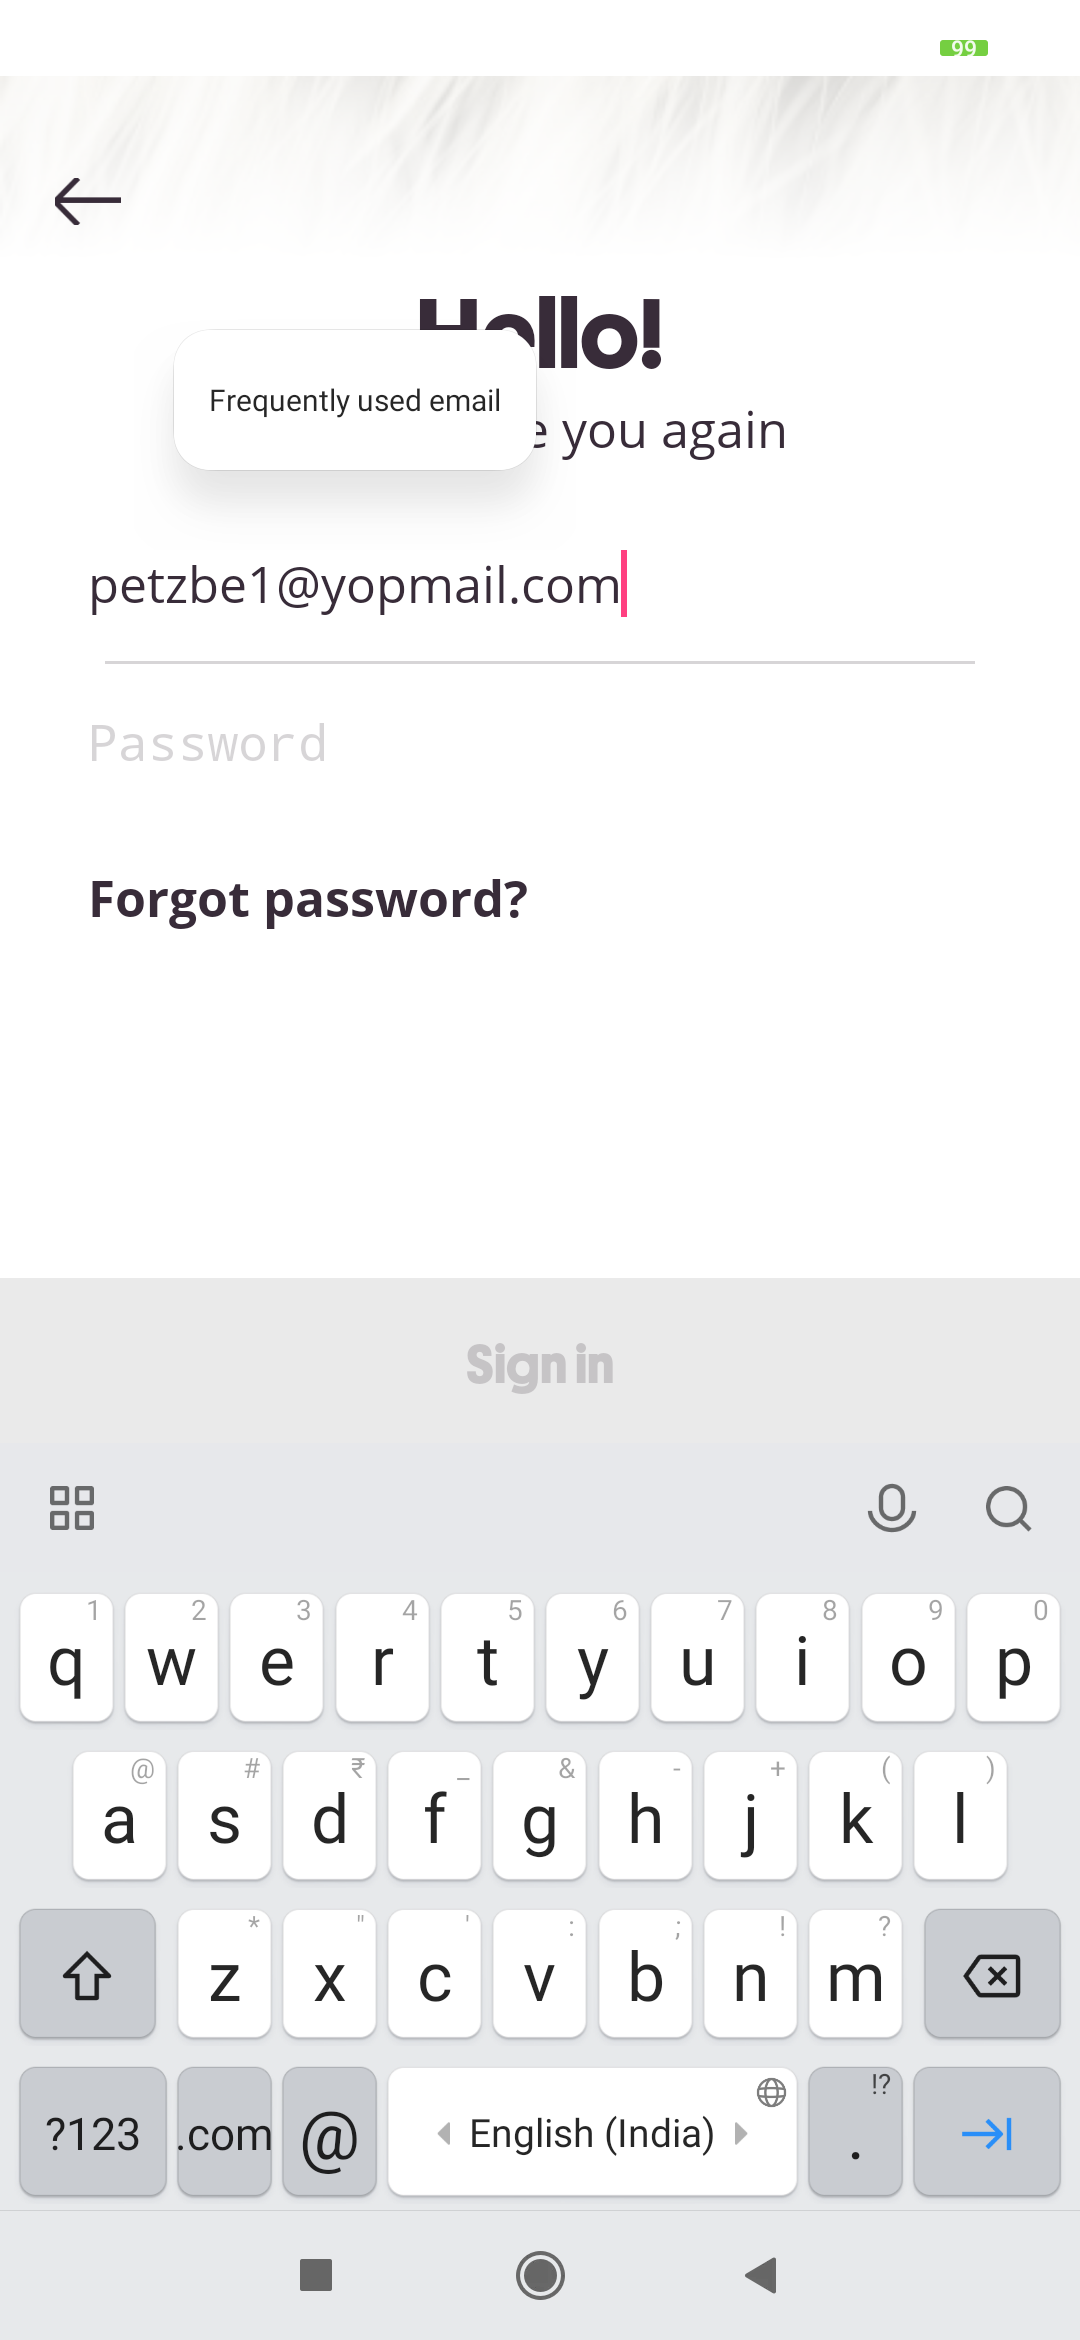 99
Hello!
Frequently used email
e you again
petzbe1@yopmail.com
Password
Forgot password?
Sign in
1 2 3 4 5 6 7 8 9 0
q w e r t y u i o p
@ # ₹ _ & - + ( )
a s d f g h j k l
* " ' : ; ! ?
z x c v b n m
!?
?123 .com @ English (India) .